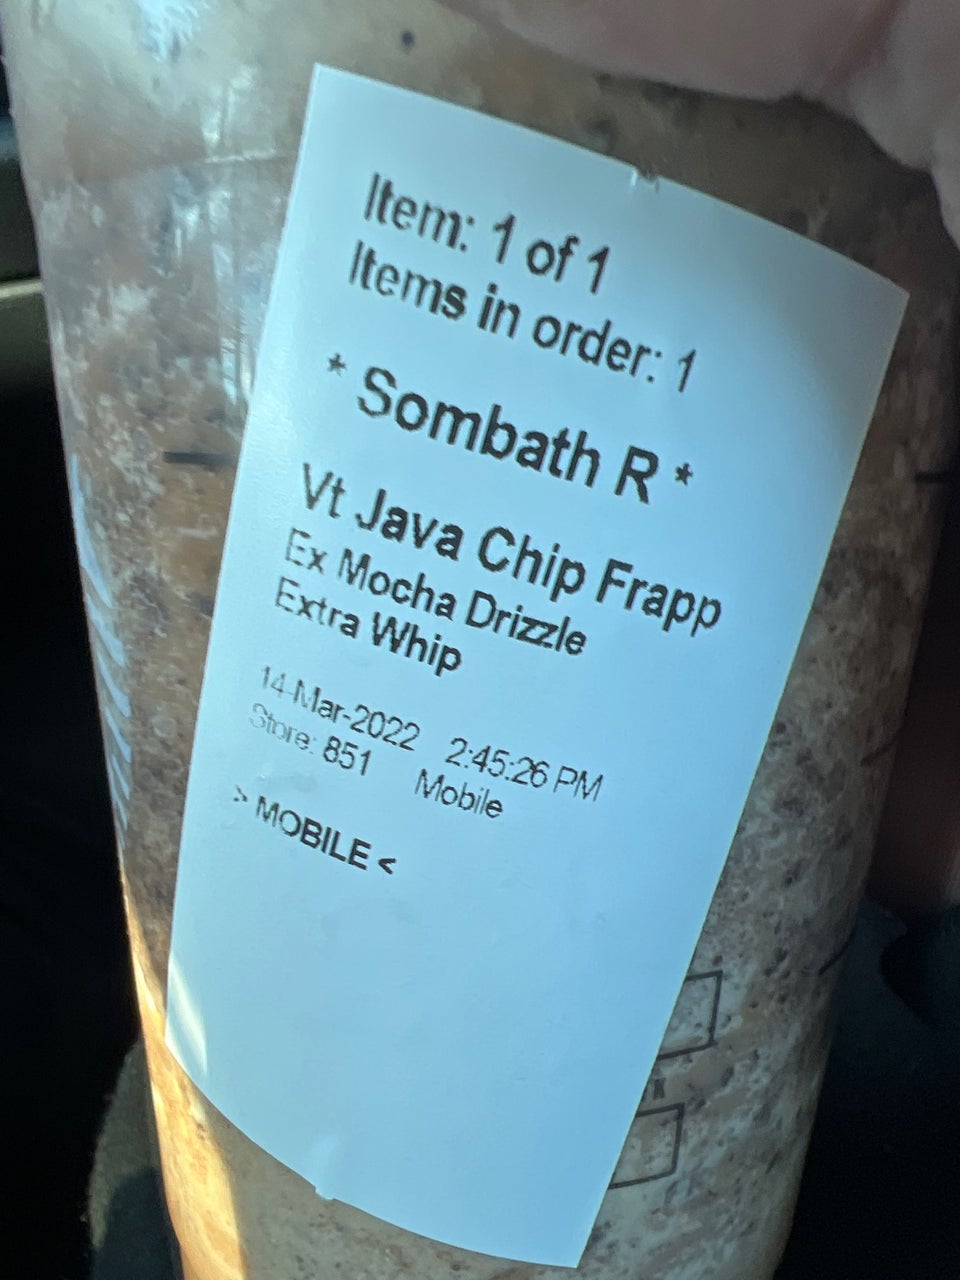 Item: 1 of 1
Items in order: 1
* Sombath R *
Vt Java Chip Frapp
Ex Mocha Drizzle
Extra Whip
14-Mar-2022 2:45:26 PM
Store: 851 Mobile
> MOBILE <